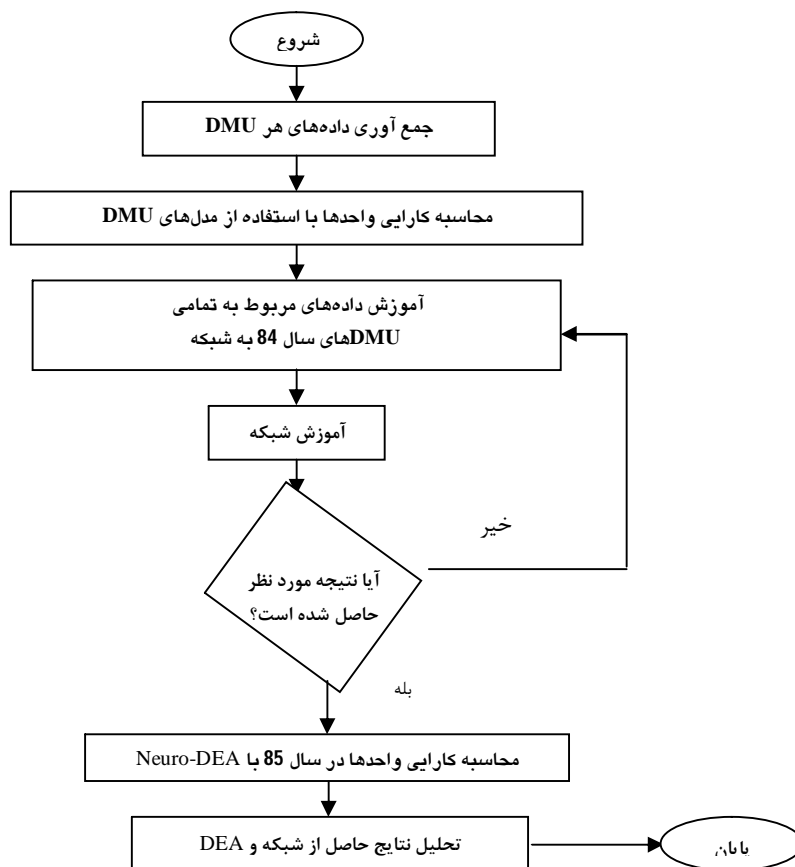 شروع
جمع آوری داده‌های هر DMU
محاسبه کارایی واحدها با استفاده از مدل‌های DMU
آموزش داده‌های مربوط به تمامی
DMUهای سال 84 به شبکه
آموزش شبکه
خیر
آیا نتیجه مورد نظر
حاصل شده است؟
بله
محاسبه کارایی واحدها در سال 85 با Neuro-DEA
تحلیل نتایج حاصل از شبکه و DEA
پایان